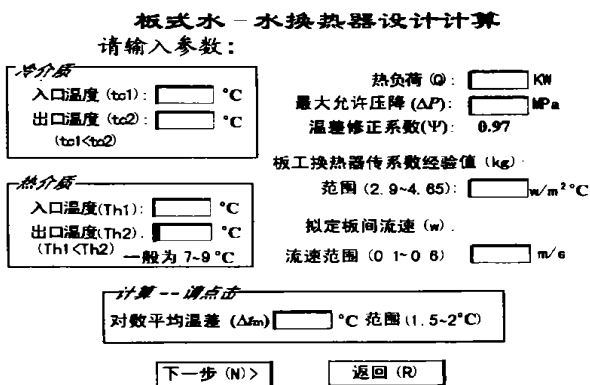 板式水-水换热器设计计算
请输入参数:
冷介质
入口温度 (tc1): °C
出口温度 (tc2): °C
(tc1<tc2)
热负荷 (Q): KW
最大允许压降 (ΔP): MPa
温差修正系数(Ψ): 0.97
板工换热器传系数经验值 (kg)
范围 (2.9~4.65): w/m²°C
热介质
入口温度(Th1): °C
出口温度(Th2). °C
(Th1<Th2) 一般为 7~9°C
拟定板间流速 (w).
流速范围 (0 1~0 6) m/s
计算 -- 请点击
对数平均温差 (Δtm) °C 范围 (1.5~2°C)
下一步 (N)>
返回 (R)